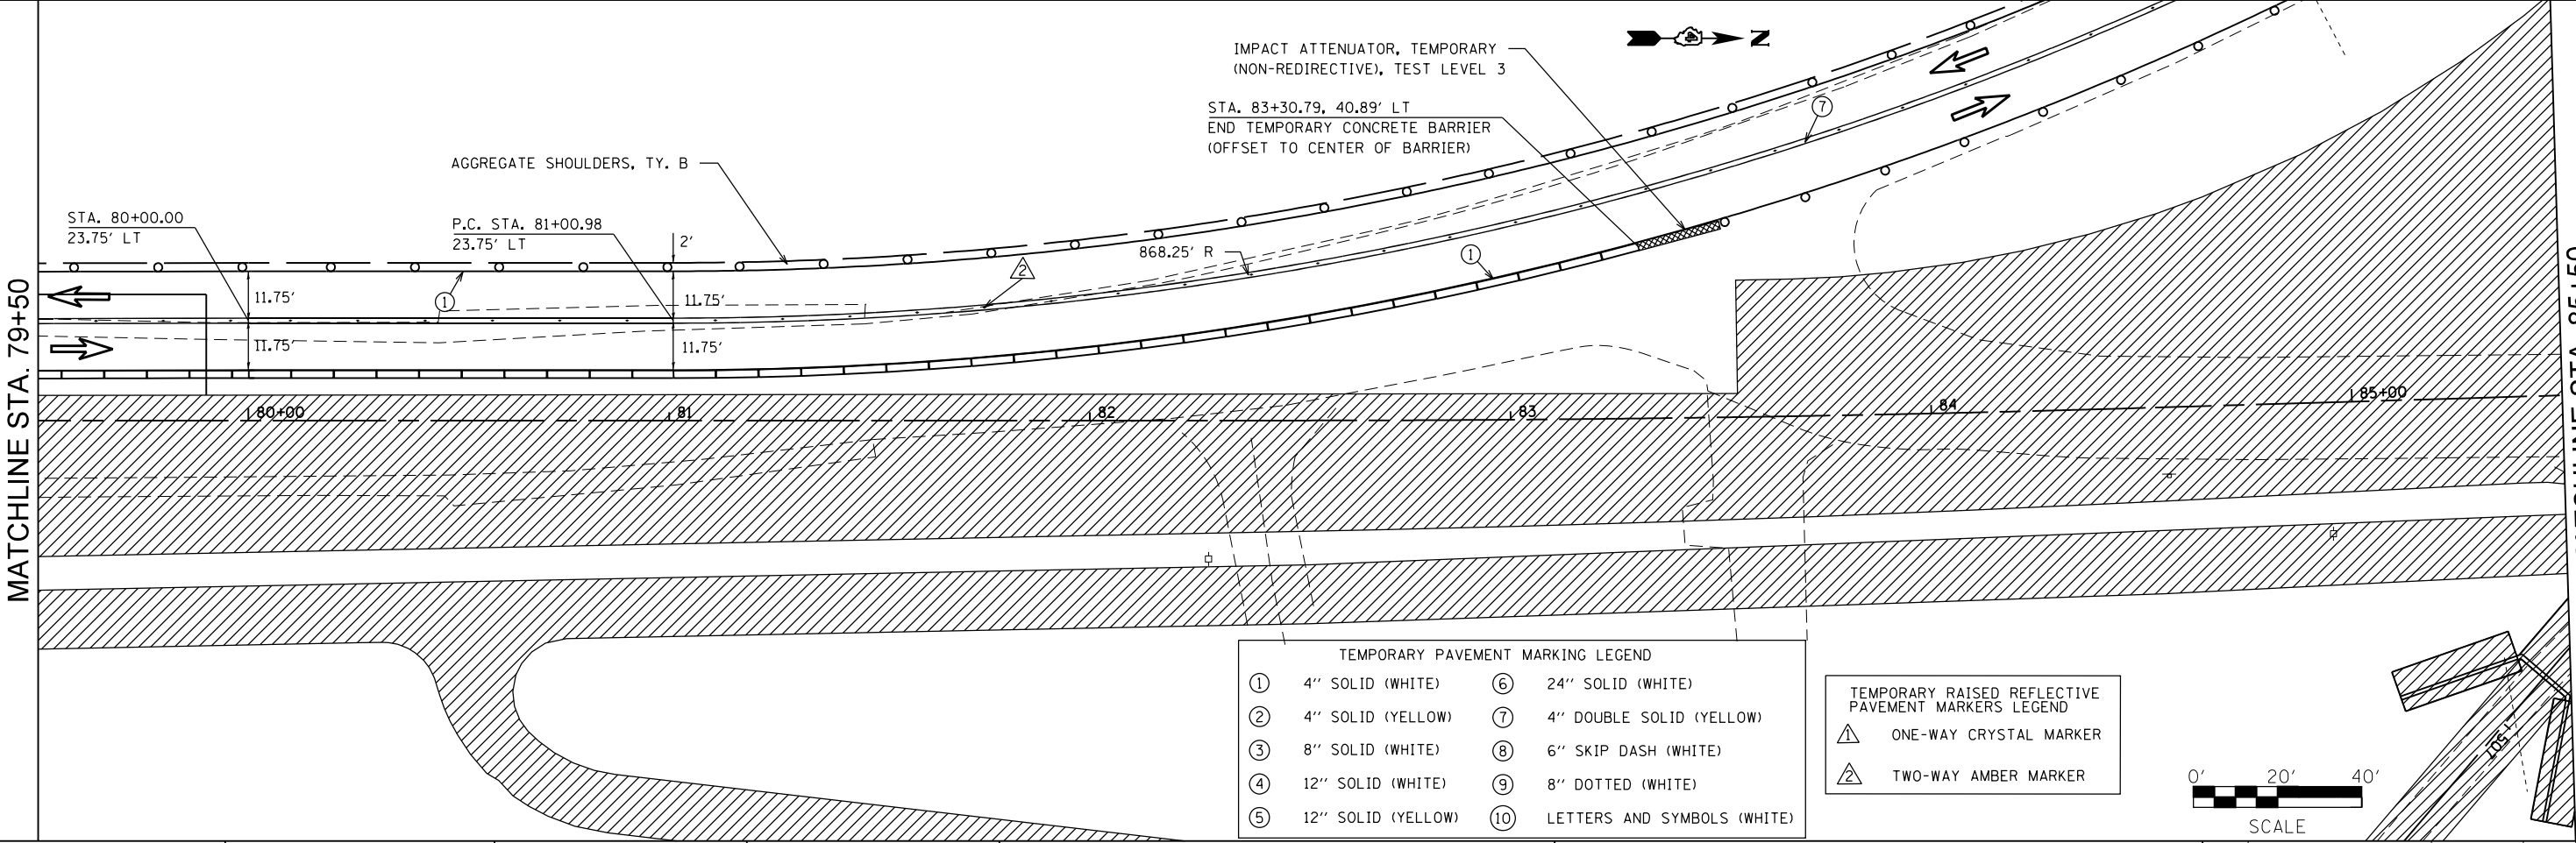 MATCHLINE STA. 79+50
STA. 80+00.00
23.75' LT
AGGREGATE SHOULDERS, TY. B
P.C. STA. 81+00.98
23.75' LT
2'
11.75'
11.75'
11.75'
11.75'
1
2
868.25' R
1
IMPACT ATTENUATOR, TEMPORARY
(NON-REDIRECTIVE), TEST LEVEL 3
STA. 83+30.79, 40.89' LT
END TEMPORARY CONCRETE BARRIER
(OFFSET TO CENTER OF BARRIER)
N
7
80+00
81
82
83
84
85+00
TEMPORARY PAVEMENT MARKING LEGEND
1 4'' SOLID (WHITE)
2 4'' SOLID (YELLOW)
3 8'' SOLID (WHITE)
4 12'' SOLID (WHITE)
5 12'' SOLID (YELLOW)
6 24'' SOLID (WHITE)
7 4'' DOUBLE SOLID (YELLOW)
8 6'' SKIP DASH (WHITE)
9 8'' DOTTED (WHITE)
10 LETTERS AND SYMBOLS (WHITE)
TEMPORARY RAISED REFLECTIVE
PAVEMENT MARKERS LEGEND
1 ONE-WAY CRYSTAL MARKER
2 TWO-WAY AMBER MARKER
0' 20' 40'
SCALE